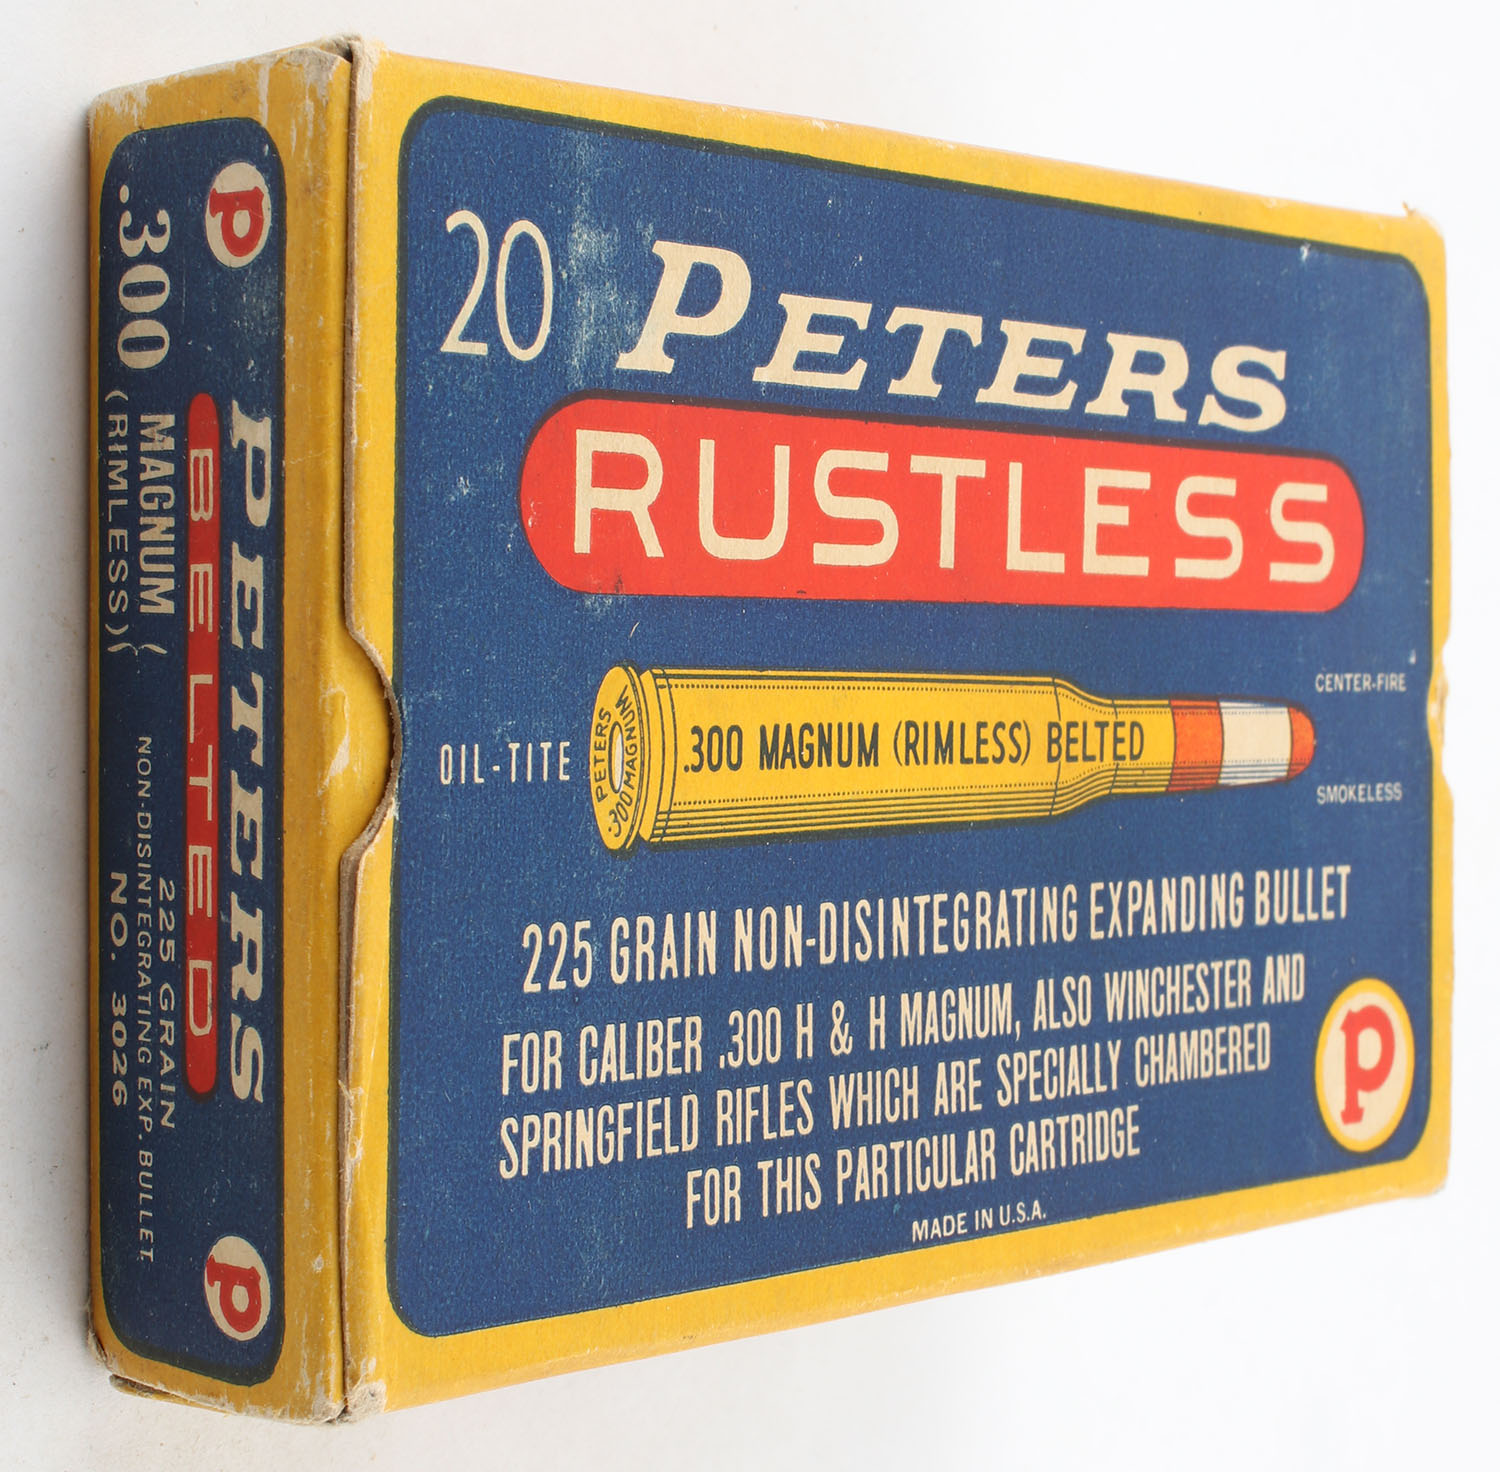 20 PETERS
RUSTLESS
OIL-TITE
PETERS
.300 MAGNUM
.300 MAGNUM (RIMLESS) BELTED
CENTER-FIRE
SMOKELESS
225 GRAIN NON-DISINTEGRATING EXPANDING BULLET
FOR CALIBER .300 H & H MAGNUM, ALSO WINCHESTER AND
SPRINGFIELD RIFLES WHICH ARE SPECIALLY CHAMBERED
FOR THIS PARTICULAR CARTRIDGE
MADE IN U.S.A.
P
P
PETERS
BELTED
.300 MAGNUM
(RIMLESS)
225 GRAIN
NON-DISINTEGRATING EXP. BULLET
NO. 3026
P